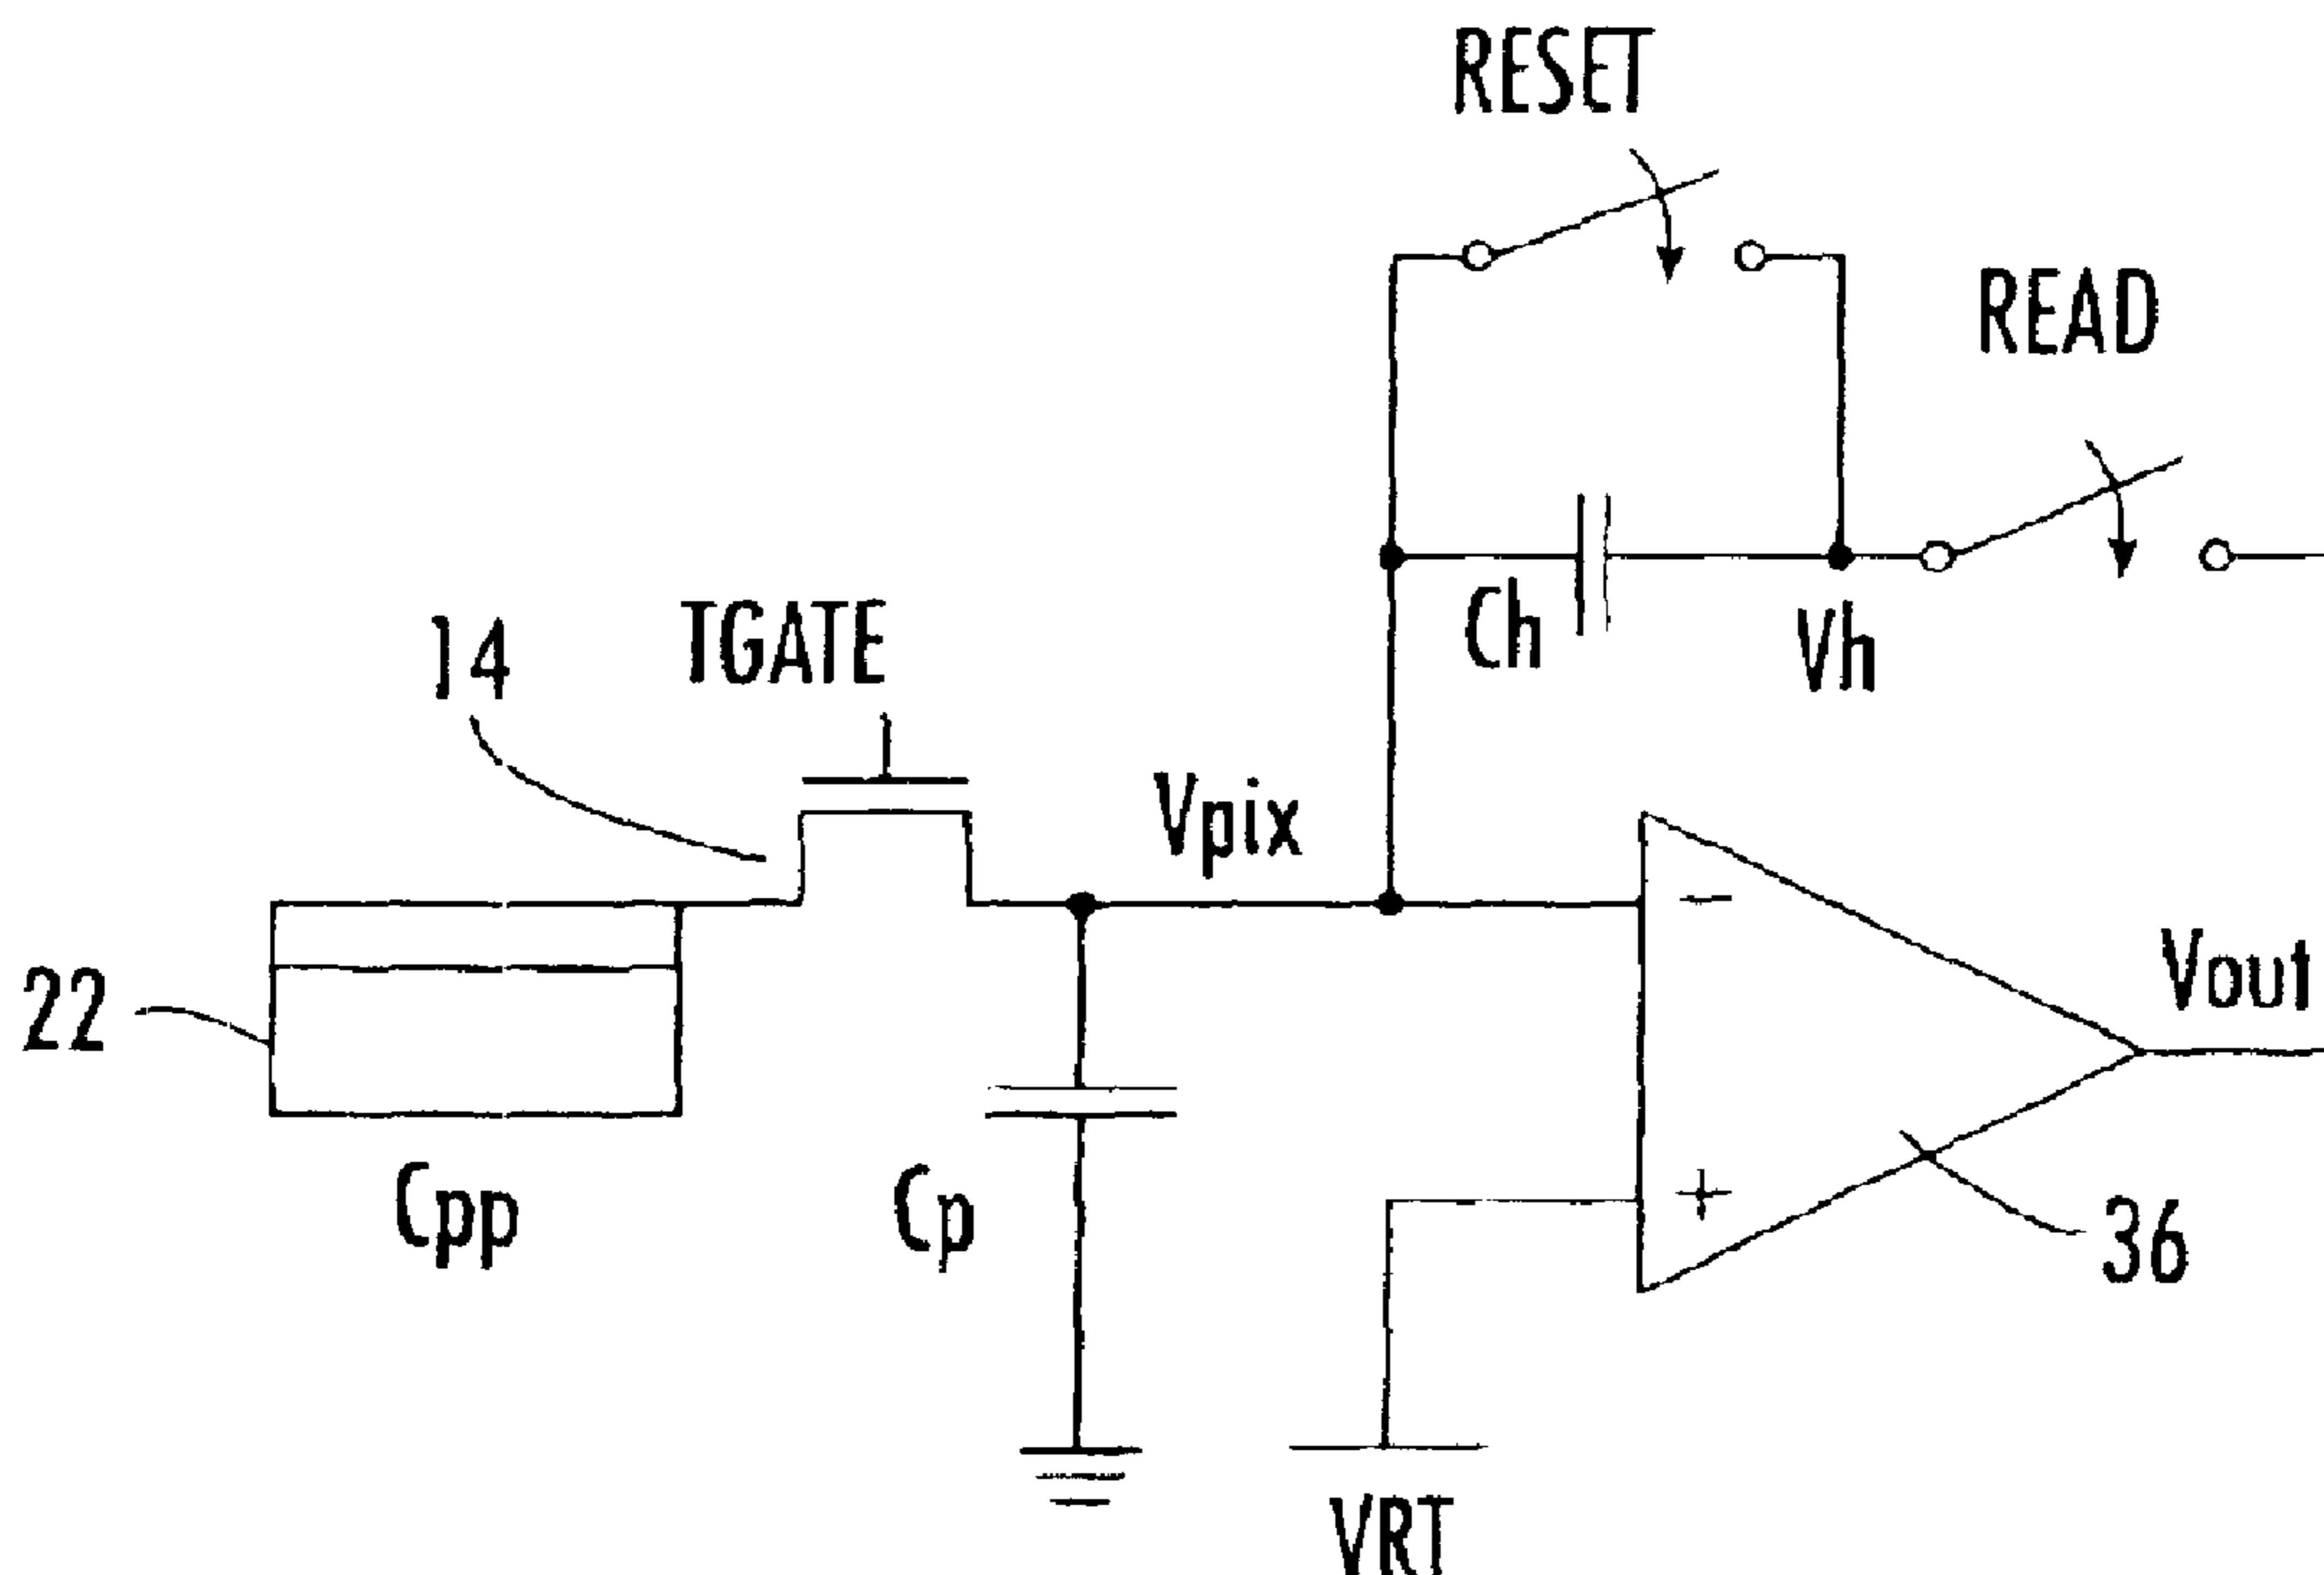 RESET
READ
14
TGATE
Ch
Vh
Vpix
22
Vout
Cpp
Cp
36
VRT